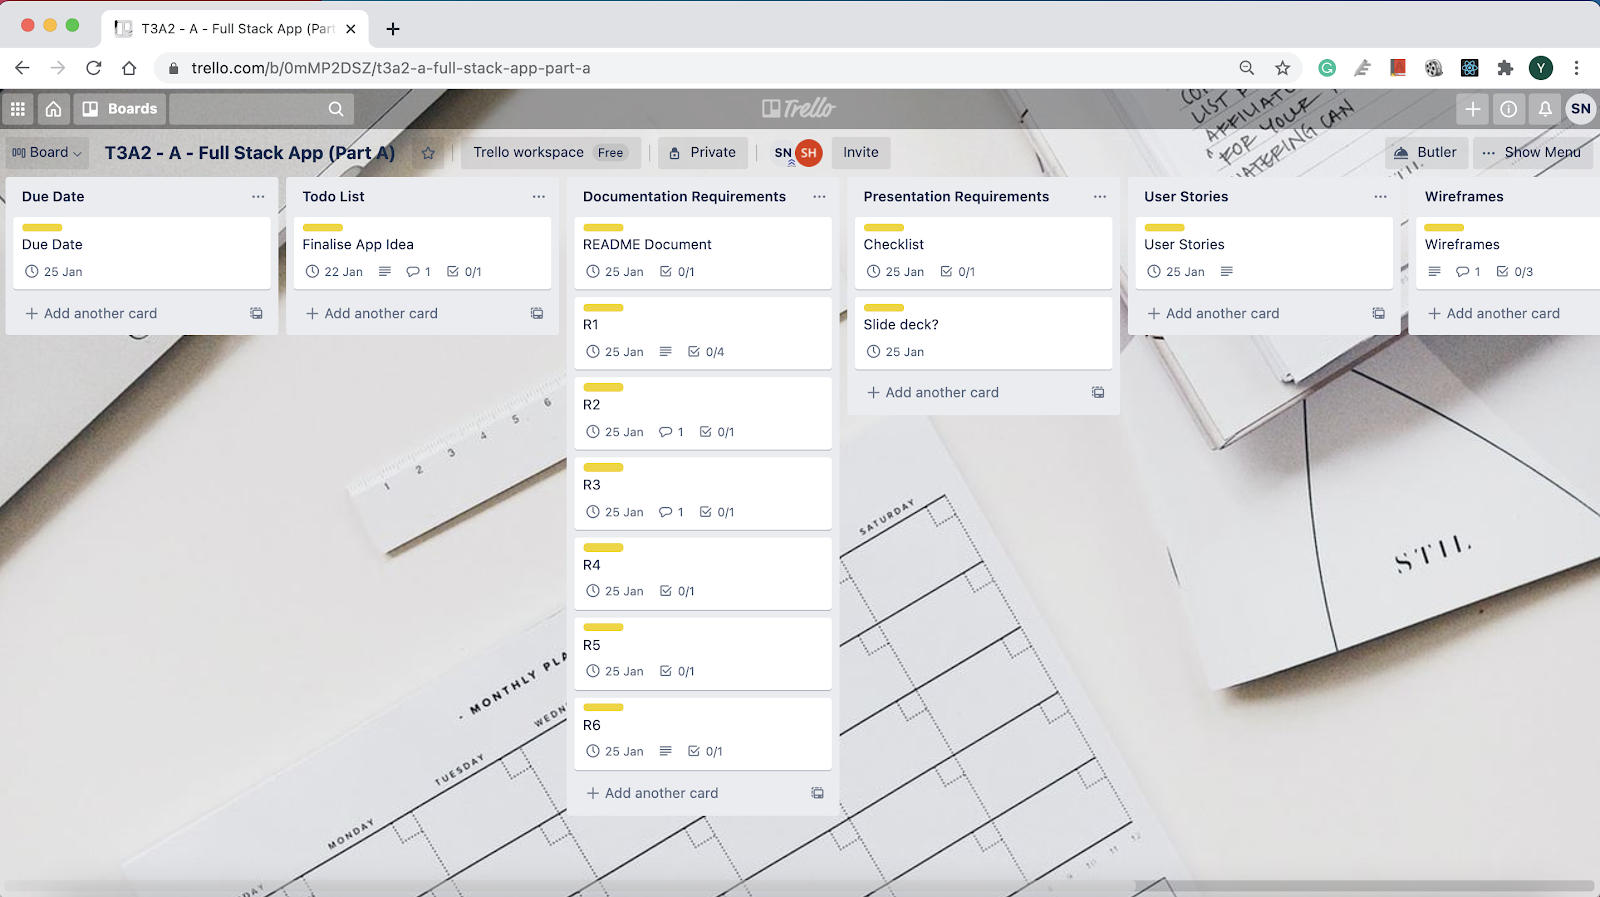 T3A2 - A - Full Stack App (Part
trello.com/b/0mMP2DSZ/t3a2-a-full-stack-app-part-a
Y
Boards
Trello
SN
Board
T3A2 - A - Full Stack App (Part A)
Trello workspace Free
Private
SN SH
Invite
Butler
Show Menu
Due Date
Due Date
25 Jan
Add another card
Todo List
Finalise App Idea
22 Jan 1 0/1
Add another card
Documentation Requirements
README Document
25 Jan 0/1
R1
25 Jan 0/4
R2
25 Jan 1 0/1
R3
25 Jan 1 0/1
R4
25 Jan 0/1
R5
25 Jan 0/1
R6
25 Jan 0/1
Add another card
Presentation Requirements
Checklist
25 Jan 0/1
Slide deck?
25 Jan
Add another card
User Stories
User Stories
25 Jan
Add another card
Wireframes
Wireframes
1 0/3
Add another card
LIST
AFFILIATE
FOR YOUR
CATERING CAN
STIL
1 2 3 4 5 6
- MONTHLY PLA
MONDAY
TUESDAY
WEDN
SATURDAY
9 10 11 12